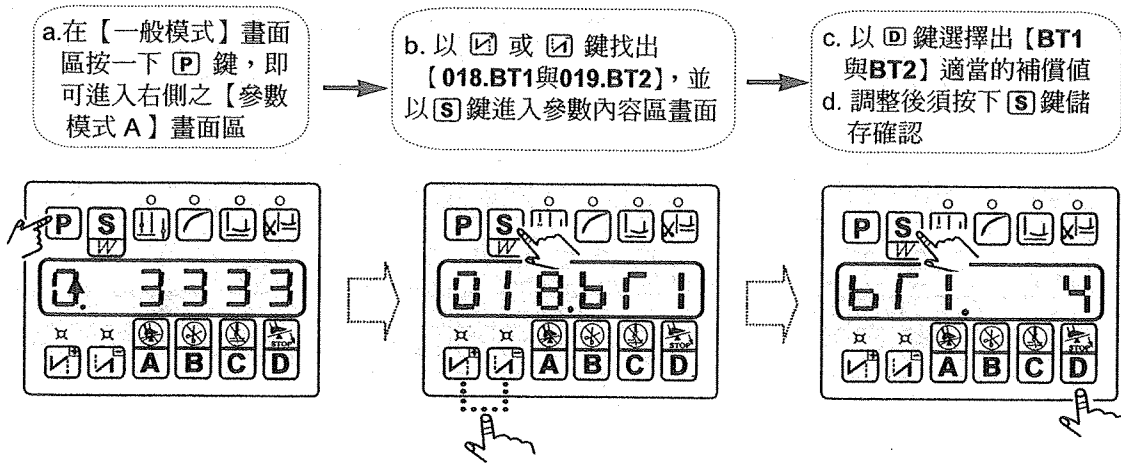 a.在【一般模式】畫面
區按一下 P 鍵，即
可進入右側之【參數
模式 A】畫面區
b. 以 或 鍵找出
【018.BT1與019.BT2】，並
以 S 鍵進入參數內容區畫面
c. 以 D 鍵選擇出【BT1
與BT2】適當的補償值
d. 調整後須按下 S 鍵儲
存確認
P S
W
0. 3333
STOP
A B C D
P S
W
018.bT1
STOP
A B C D
P S
W
bT1. 4
STOP
A B C D